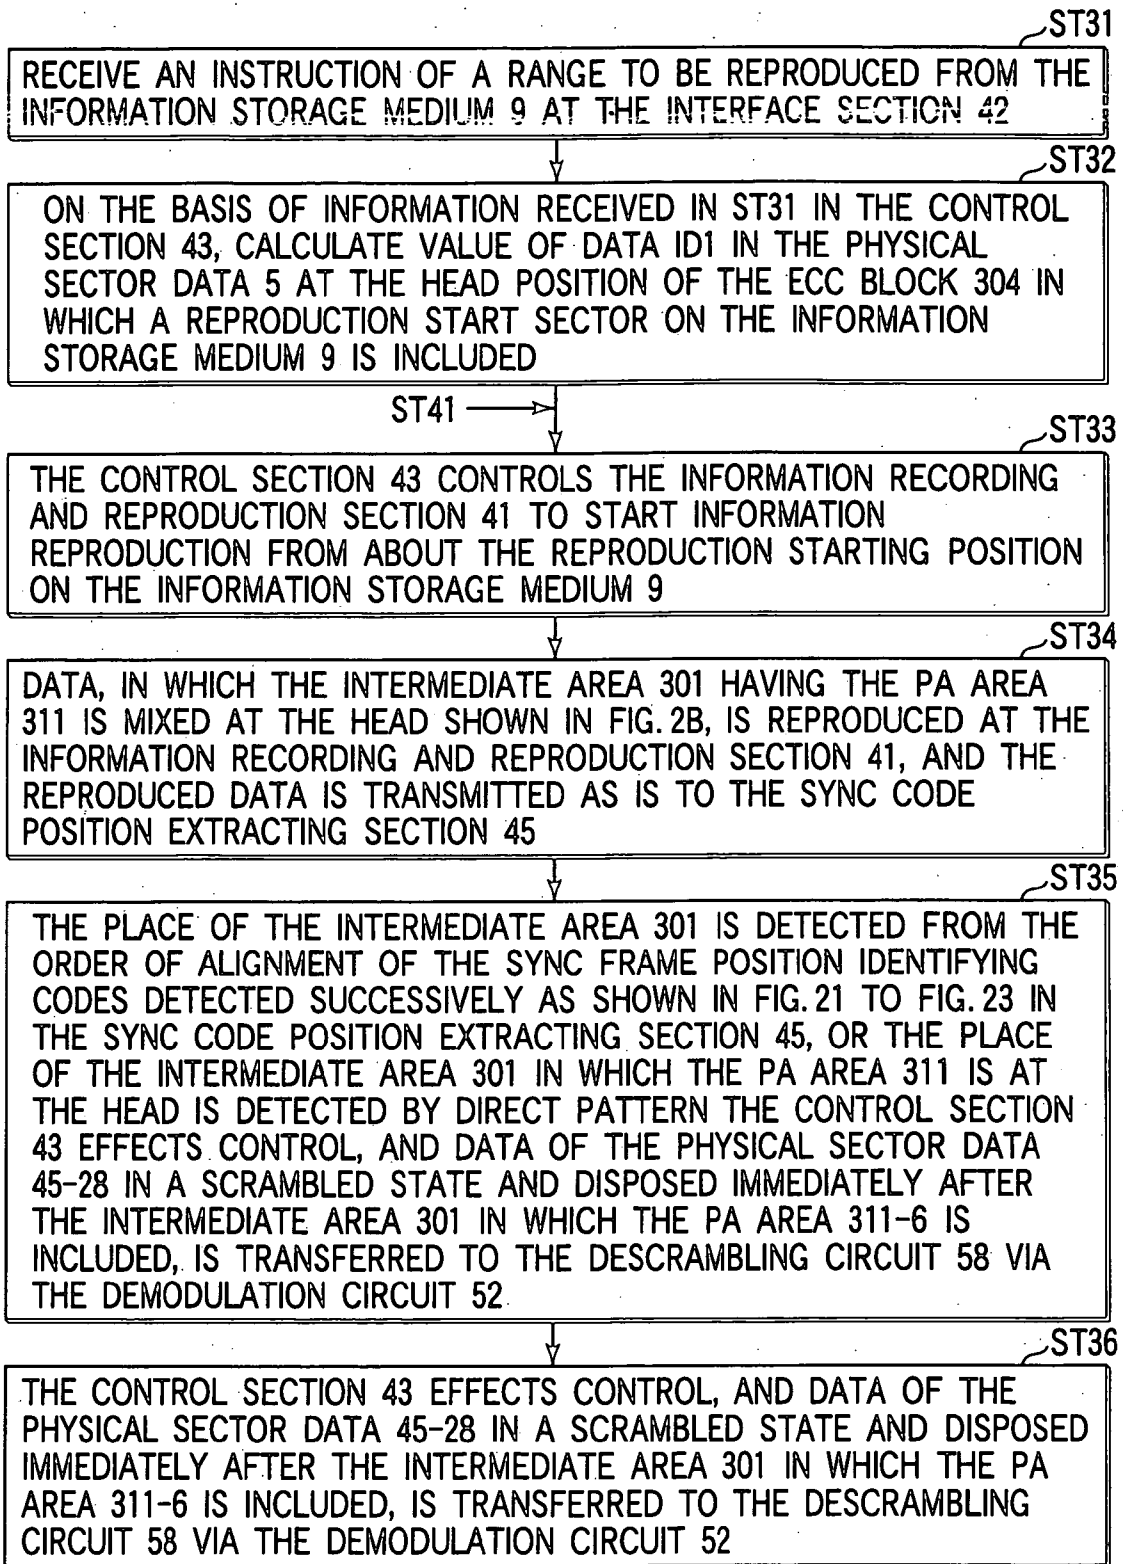 ST31
RECEIVE AN INSTRUCTION OF A RANGE TO BE REPRODUCED FROM THE
INFORMATION STORAGE MEDIUM 9 AT THE INTERFACE SECTION 42
ST32
ON THE BASIS OF INFORMATION RECEIVED IN ST31 IN THE CONTROL
SECTION 43, CALCULATE VALUE OF DATA ID1 IN THE PHYSICAL
SECTOR DATA 5 AT THE HEAD POSITION OF THE ECC BLOCK 304 IN
WHICH A REPRODUCTION START SECTOR ON THE INFORMATION
STORAGE MEDIUM 9 IS INCLUDED
ST41
ST33
THE CONTROL SECTION 43 CONTROLS THE INFORMATION RECORDING
AND REPRODUCTION SECTION 41 TO START INFORMATION
REPRODUCTION FROM ABOUT THE REPRODUCTION STARTING POSITION
ON THE INFORMATION STORAGE MEDIUM 9
ST34
DATA, IN WHICH THE INTERMEDIATE AREA 301 HAVING THE PA AREA
311 IS MIXED AT THE HEAD SHOWN IN FIG. 2B, IS REPRODUCED AT THE
INFORMATION RECORDING AND REPRODUCTION SECTION 41, AND THE
REPRODUCED DATA IS TRANSMITTED AS IS TO THE SYNC CODE
POSITION EXTRACTING SECTION 45
ST35
THE PLACE OF THE INTERMEDIATE AREA 301 IS DETECTED FROM THE
ORDER OF ALIGNMENT OF THE SYNC FRAME POSITION IDENTIFYING
CODES DETECTED SUCCESSIVELY AS SHOWN IN FIG. 21 TO FIG. 23 IN
THE SYNC CODE POSITION EXTRACTING SECTION 45, OR THE PLACE
OF THE INTERMEDIATE AREA 301 IN WHICH THE PA AREA 311 IS AT
THE HEAD IS DETECTED BY DIRECT PATTERN THE CONTROL SECTION
43 EFFECTS CONTROL, AND DATA OF THE PHYSICAL SECTOR DATA
45-28 IN A SCRAMBLED STATE AND DISPOSED IMMEDIATELY AFTER
THE INTERMEDIATE AREA 301 IN WHICH THE PA AREA 311-6 IS
INCLUDED, IS TRANSFERRED TO THE DESCRAMBLING CIRCUIT 58 VIA
THE DEMODULATION CIRCUIT 52
ST36
THE CONTROL SECTION 43 EFFECTS CONTROL, AND DATA OF THE
PHYSICAL SECTOR DATA 45-28 IN A SCRAMBLED STATE AND DISPOSED
IMMEDIATELY AFTER THE INTERMEDIATE AREA 301 IN WHICH THE PA
AREA 311-6 IS INCLUDED, IS TRANSFERRED TO THE DESCRAMBLING
CIRCUIT 58 VIA THE DEMODULATION CIRCUIT 52